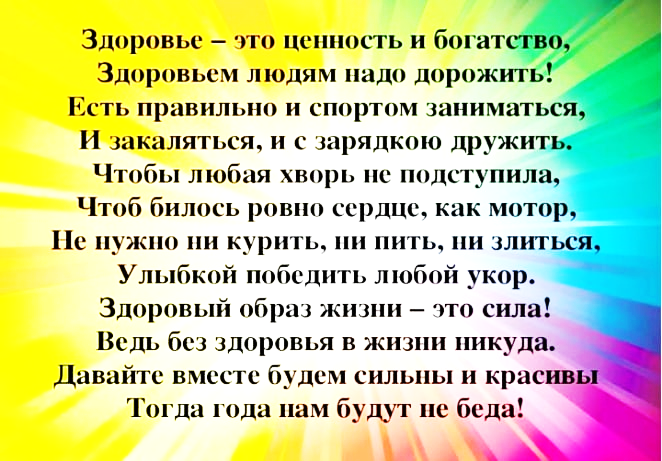 Здоровье – это ценность и богатство,
Здоровьем людям надо дорожить!
Есть правильно и спортом заниматься,
И закаляться, и с зарядкою дружить.
Чтобы любая хворь не подступила,
Чтоб билось ровно сердце, как мотор,
Не нужно ни курить, ни пить, ни злиться,
Улыбкой победить любой укор.
Здоровый образ жизни – это сила!
Ведь без здоровья в жизни никуда.
Давайте вместе будем сильны и красивы
Тогда года нам будут не беда!